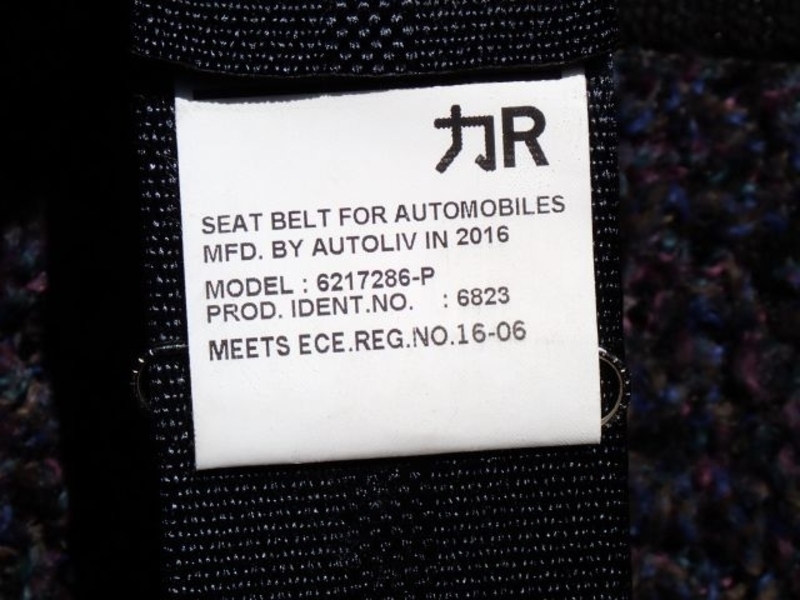 力R
SEAT BELT FOR AUTOMOBILES
MFD. BY AUTOLIV IN 2016
MODEL : 6217286-P
PROD. IDENT.NO. : 6823
MEETS ECE.REG.NO.16-06